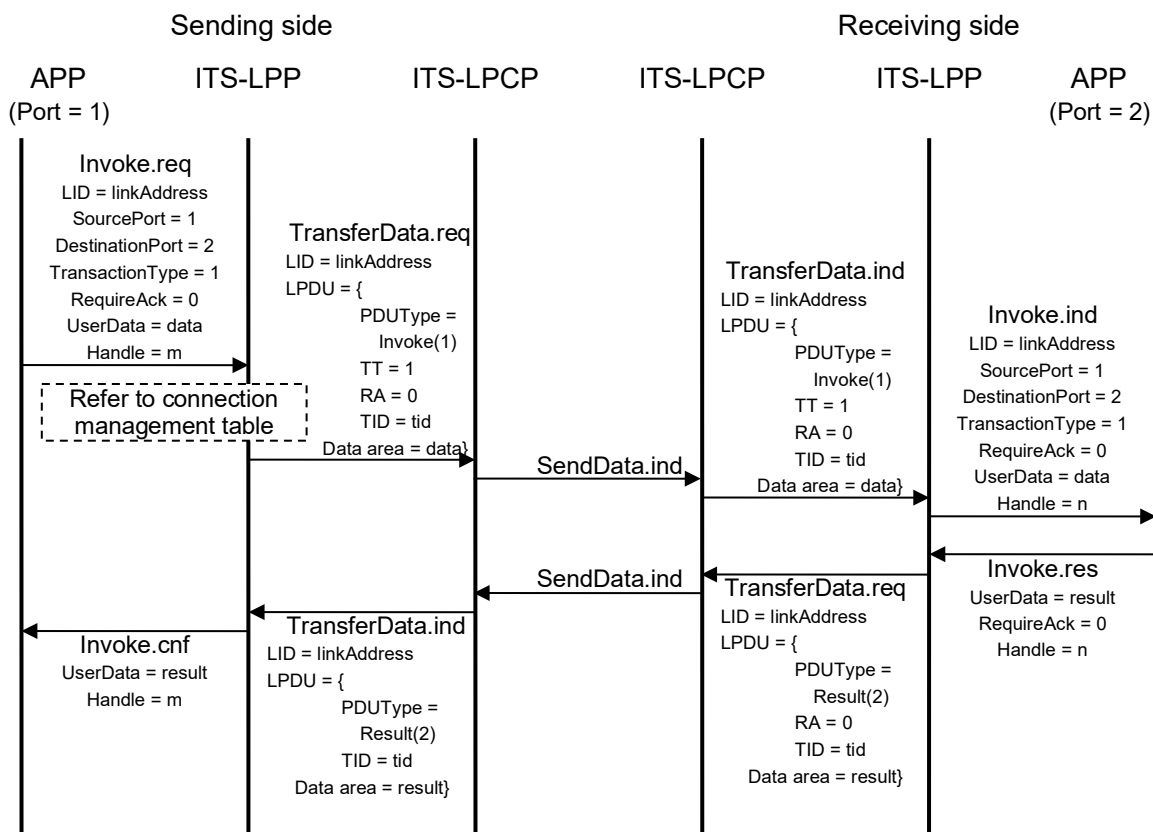 Sending side
Receiving side
APP
(Port = 1)
ITS-LPP
ITS-LPCP
ITS-LPCP
ITS-LPP
APP
(Port = 2)
Invoke.req
LID = linkAddress
SourcePort = 1
DestinationPort = 2
TransactionType = 1
RequireAck = 0
UserData = data
Handle = m
Refer to connection
management table
TransferData.req
LID = linkAddress
LPDU = {
PDUType =
Invoke(1)
TT = 1
RA = 0
TID = tid
Data area = data}
SendData.ind
TransferData.ind
LID = linkAddress
LPDU = {
PDUType =
Invoke(1)
TT = 1
RA = 0
TID = tid
Data area = data}
Invoke.ind
LID = linkAddress
SourcePort = 1
DestinationPort = 2
TransactionType = 1
RequireAck = 0
UserData = data
Handle = n
Invoke.res
UserData = result
RequireAck = 0
Handle = n
TransferData.req
LID = linkAddress
LPDU = {
PDUType =
Result(2)
RA = 0
TID = tid
Data area = result}
SendData.ind
TransferData.ind
LID = linkAddress
LPDU = {
PDUType =
Result(2)
TID = tid
Data area = result}
Invoke.cnf
UserData = result
Handle = m